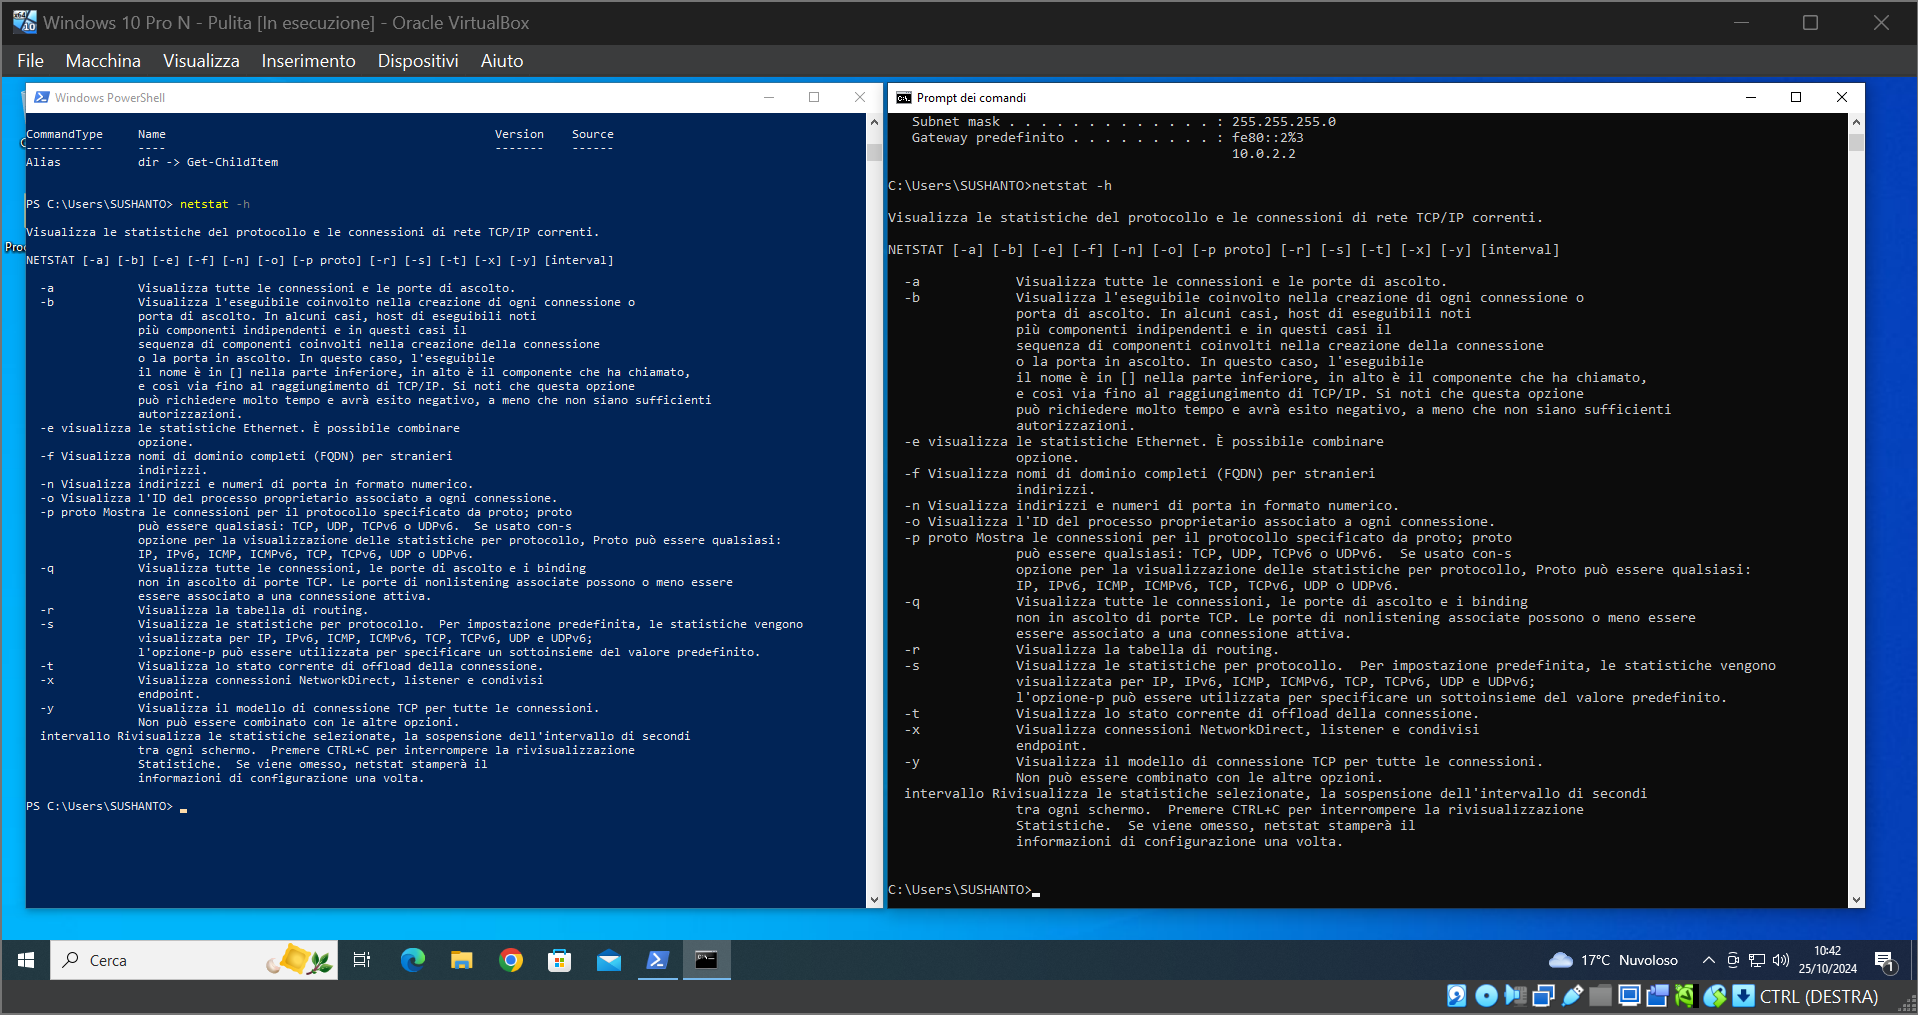 Windows 10 Pro N - Pulita [In esecuzione] - Oracle VirtualBox
File Macchina Visualizza Inserimento Dispositivi Aiuto
Windows PowerShell
CommandType Name Version Source
----------- ---- ------- ------
Alias dir -> Get-ChildItem
PS C:\Users\SUSHANTO> netstat -h
Visualizza le statistiche del protocollo e le connessioni di rete TCP/IP correnti.
NETSTAT [-a] [-b] [-e] [-f] [-n] [-o] [-p proto] [-r] [-s] [-t] [-x] [-y] [interval]
-a Visualizza tutte le connessioni e le porte di ascolto.
-b Visualizza l'eseguibile coinvolto nella creazione di ogni connessione o
porta di ascolto. In alcuni casi, host di eseguibili noti
più componenti indipendenti e in questi casi il
sequenza di componenti coinvolti nella creazione della connessione
o la porta in ascolto. In questo caso, l'eseguibile
il nome è in [] nella parte inferiore, in alto è il componente che ha chiamato,
e così via fino al raggiungimento di TCP/IP. Si noti che questa opzione
può richiedere molto tempo e avrà esito negativo, a meno che non siano sufficienti
autorizzazioni.
-e visualizza le statistiche Ethernet. È possibile combinare
opzione.
-f Visualizza nomi di dominio completi (FQDN) per stranieri
indirizzi.
-n Visualizza indirizzi e numeri di porta in formato numerico.
-o Visualizza l'ID del processo proprietario associato a ogni connessione.
-p proto Mostra le connessioni per il protocollo specificato da proto; proto
può essere qualsiasi: TCP, UDP, TCPv6 o UDPv6.  Se usato con-s
opzione per la visualizzazione delle statistiche per protocollo, Proto può essere qualsiasi:
IP, IPv6, ICMP, ICMPv6, TCP, TCPv6, UDP o UDPv6.
-q Visualizza tutte le connessioni, le porte di ascolto e i binding
non in ascolto di porte TCP. Le porte di nonlistening associate possono o meno essere
essere associato a una connessione attiva.
-r Visualizza la tabella di routing.
-s Visualizza le statistiche per protocollo.  Per impostazione predefinita, le statistiche vengono
visualizzata per IP, IPv6, ICMP, ICMPv6, TCP, TCPv6, UDP e UDPv6;
l'opzione-p può essere utilizzata per specificare un sottoinsieme del valore predefinito.
-t Visualizza lo stato corrente di offload della connessione.
-x Visualizza connessioni NetworkDirect, listener e condivisi
endpoint.
-y Visualizza il modello di connessione TCP per tutte le connessioni.
Non può essere combinato con le altre opzioni.
intervallo Rivisualizza le statistiche selezionate, la sospensione dell'intervallo di secondi
tra ogni schermo.  Premere CTRL+C per interrompere la rivisualizzazione
Statistiche.  Se viene omesso, netstat stamperà il
informazioni di configurazione una volta.
PS C:\Users\SUSHANTO>
Prompt dei comandi
Subnet mask . . . . . . . . . . . . . : 255.255.255.0
Gateway predefinito . . . . . . . . . : fe80::2%3
10.0.2.2
C:\Users\SUSHANTO>netstat -h
Visualizza le statistiche del protocollo e le connessioni di rete TCP/IP correnti.
NETSTAT [-a] [-b] [-e] [-f] [-n] [-o] [-p proto] [-r] [-s] [-t] [-x] [-y] [interval]
-a Visualizza tutte le connessioni e le porte di ascolto.
-b Visualizza l'eseguibile coinvolto nella creazione di ogni connessione o
porta di ascolto. In alcuni casi, host di eseguibili noti
più componenti indipendenti e in questi casi il
sequenza di componenti coinvolti nella creazione della connessione
o la porta in ascolto. In questo caso, l'eseguibile
il nome è in [] nella parte inferiore, in alto è il componente che ha chiamato,
e così via fino al raggiungimento di TCP/IP. Si noti che questa opzione
può richiedere molto tempo e avrà esito negativo, a meno che non siano sufficienti
autorizzazioni.
-e visualizza le statistiche Ethernet. È possibile combinare
opzione.
-f Visualizza nomi di dominio completi (FQDN) per stranieri
indirizzi.
-n Visualizza indirizzi e numeri di porta in formato numerico.
-o Visualizza l'ID del processo proprietario associato a ogni connessione.
-p proto Mostra le connessioni per il protocollo specificato da proto; proto
può essere qualsiasi: TCP, UDP, TCPv6 o UDPv6.  Se usato con-s
opzione per la visualizzazione delle statistiche per protocollo, Proto può essere qualsiasi:
IP, IPv6, ICMP, ICMPv6, TCP, TCPv6, UDP o UDPv6.
-q Visualizza tutte le connessioni, le porte di ascolto e i binding
non in ascolto di porte TCP. Le porte di nonlistening associate possono o meno essere
essere associato a una connessione attiva.
-r Visualizza la tabella di routing.
-s Visualizza le statistiche per protocollo.  Per impostazione predefinita, le statistiche vengono
visualizzata per IP, IPv6, ICMP, ICMPv6, TCP, TCPv6, UDP e UDPv6;
l'opzione-p può essere utilizzata per specificare un sottoinsieme del valore predefinito.
-t Visualizza lo stato corrente di offload della connessione.
-x Visualizza connessioni NetworkDirect, listener e condivisi
endpoint.
-y Visualizza il modello di connessione TCP per tutte le connessioni.
Non può essere combinato con le altre opzioni.
intervallo Rivisualizza le statistiche selezionate, la sospensione dell'intervallo di secondi
tra ogni schermo.  Premere CTRL+C per interrompere la rivisualizzazione
Statistiche.  Se viene omesso, netstat stamperà il
informazioni di configurazione una volta.
C:\Users\SUSHANTO>
Cerca
17°C Nuvoloso
10:42
25/10/2024
1
CTRL (DESTRA)